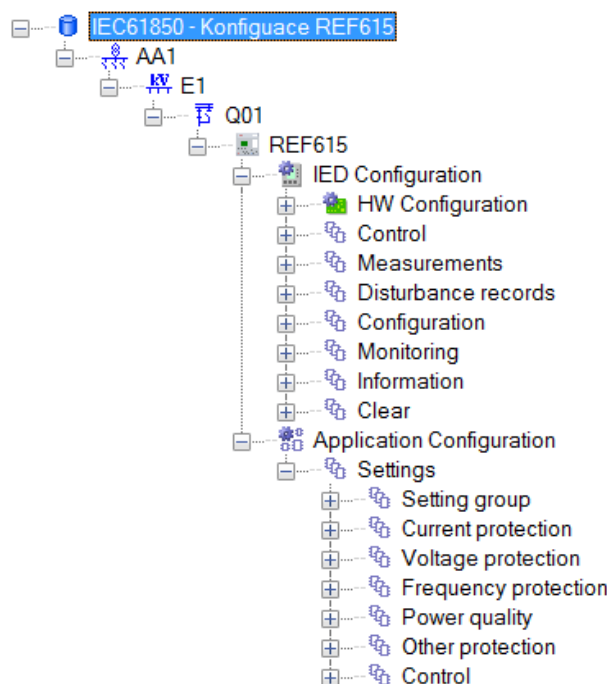 IEC61850 - Konfiguace REF615
AA1
E1
Q01
REF615
IED Configuration
HW Configuration
Control
Measurements
Disturbance records
Configuration
Monitoring
Information
Clear
Application Configuration
Settings
Setting group
Current protection
Voltage protection
Frequency protection
Power quality
Other protection
Control